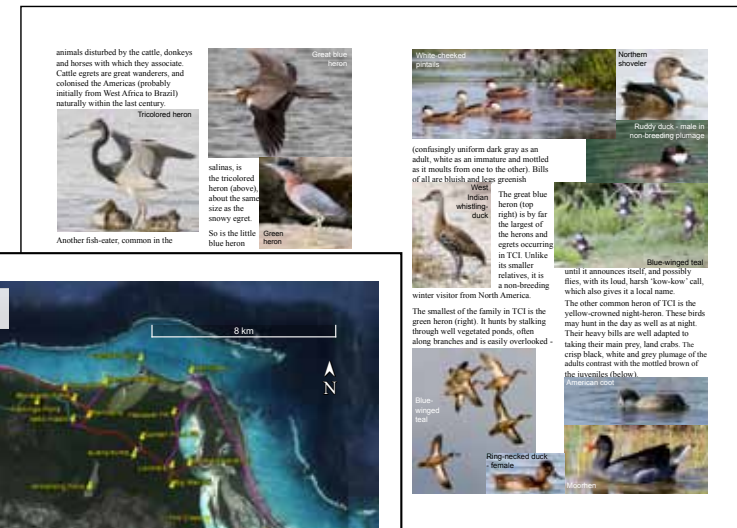 animals disturbed by the cattle, donkeys
and horses with which they associate.
Cattle egrets are great wanderers, and
colonised the Americas (probably
initially from West Africa to Brazil)
naturally within the last century.
Tricolored heron
Another fish-eater, common in the
Great blue
heron
salinas, is
the tricolored
heron (above),
about the same
size as the
snowy egret.
So is the little
blue heron
Green
heron
White-cheeked
pintails
Northern
shoveler
Ruddy duck - male in
non-breeding plumage
(confusingly uniform dark gray as an
adult, white as an immature and mottled
as it moults from one to the other). Bills
of all are bluish and legs greenish
West
Indian
whistling-
duck
The great blue
heron (top
right) is by far
the largest of
the herons and
egrets occurring
in TCI. Unlike
its smaller
relatives, it is
a non-breeding
winter visitor from North America.
The smallest of the family in TCI is the
green heron (right). It hunts by stalking
through well vegetated ponds, often
along branches and is easily overlooked -
Blue-winged teal
until it announces itself, and possibly
flies, with its loud, harsh ‘kow-kow’ call,
which also gives it a local name.
The other common heron of TCI is the
yellow-crowned night-heron. These birds
may hunt in the day as well as at night.
Their heavy bills are well adapted to
taking their main prey, land crabs. The
crisp black, white and grey plumage of the
adults contrast with the mottled brown of
the juveniles (below).
Blue-
winged
teal
Ring-necked duck
- female
American coot
Moorhen
8 km
N